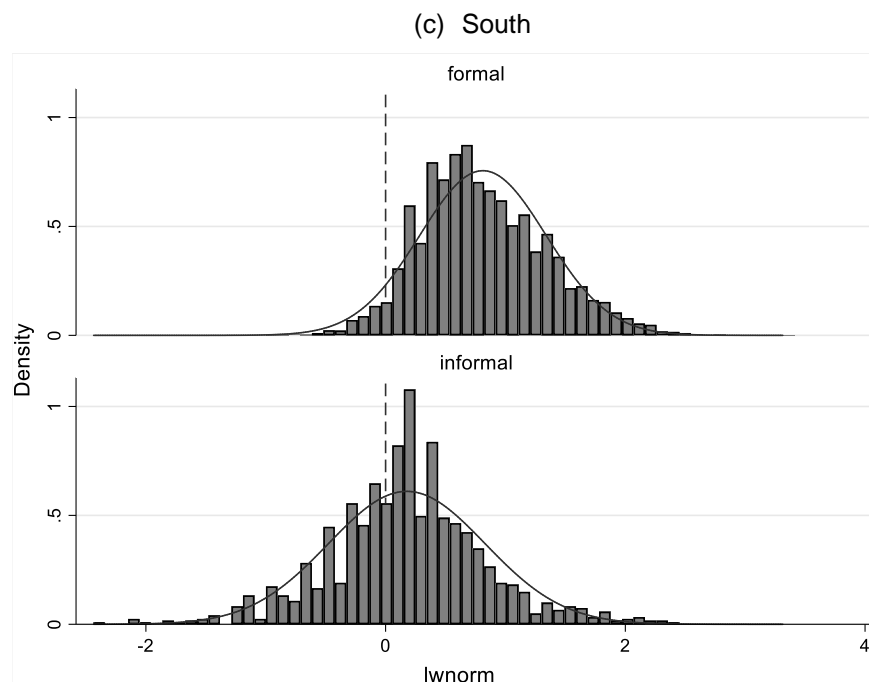 (c) South
formal
1
.5
0
Density
informal
1
.5
0
-2 0 2 4
lwnorm